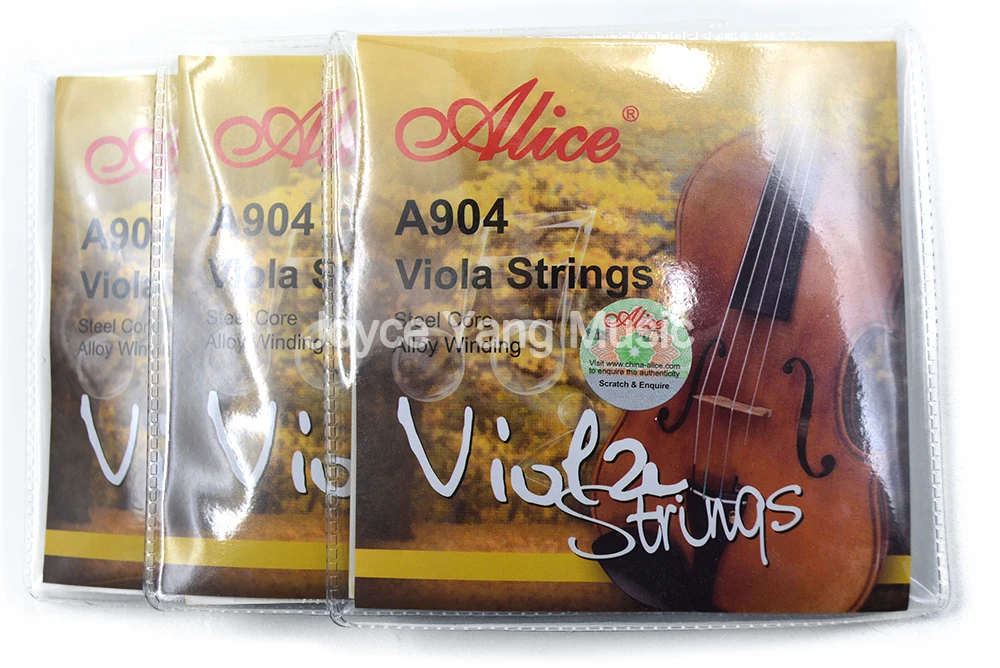 Alice®
A904
Viola Strings
Steel Core
Alloy Winding
Alice
Visit www.china-alice.com
to enquire the authenticity
Scratch & Enquire
Viola
Strings
Alice
A904
Viola S
Steel Core
Alloy Winding
Vio
A904
Viola
Steel Core
Alloy Winding
Vi
Joyce Yang Music